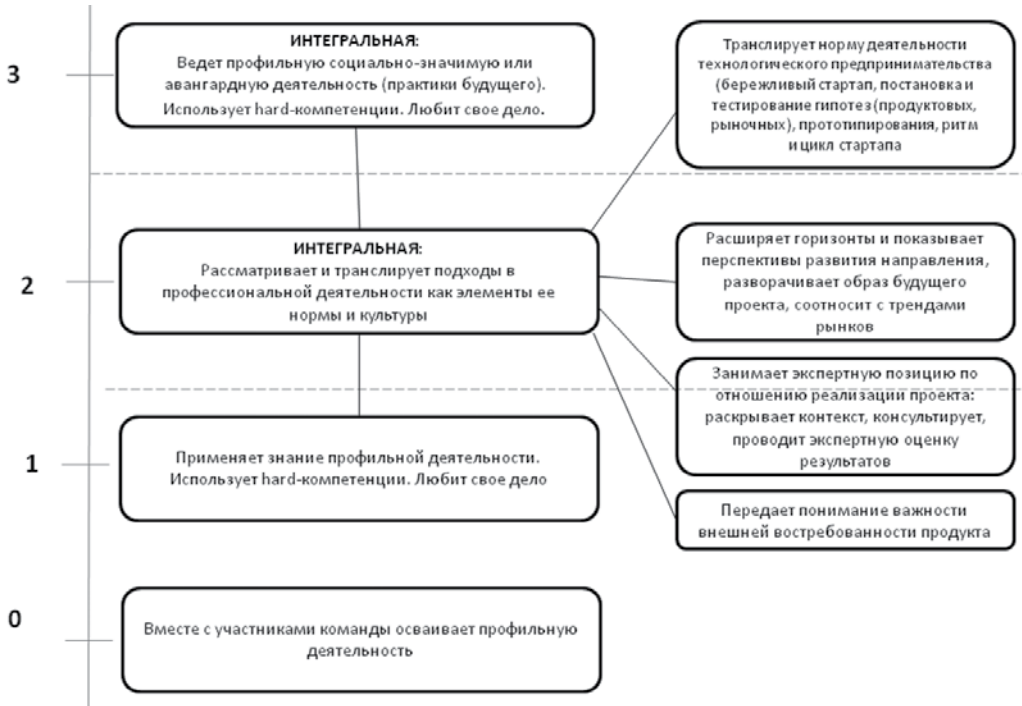 3
ИНТЕГРАЛЬНАЯ:
Ведет профильную социально-значимую или
авангардную деятельность (практики будущего).
Использует hard-компетенции. Любит свое дело.
Транслирует норму деятельности
технологического предпринимательства
(бережливый стартап, постановка и
тестирование гипотез (продуктовых,
рыночных), прототипирования, ритм
и цикл стартапа
2
ИНТЕГРАЛЬНАЯ:
Рассматривает и транслирует подходы в
профессиональной деятельности как элементы ее
нормы и культуры
Расширяет горизонты и показывает
перспективы развития направления,
разворачивает образ будущего
проекта, соотносит с трендами
рынков
Занимает экспертную позицию по
отношению реализации проекта:
раскрывает контекст, консультирует,
проводит экспертную оценку
результатов
1
Применяет знание профильной деятельности.
Использует hard-компетенции. Любит свое дело
Передает понимание важности
внешней востребованности продукта
0
Вместе с участниками команды осваивает профильную
деятельность